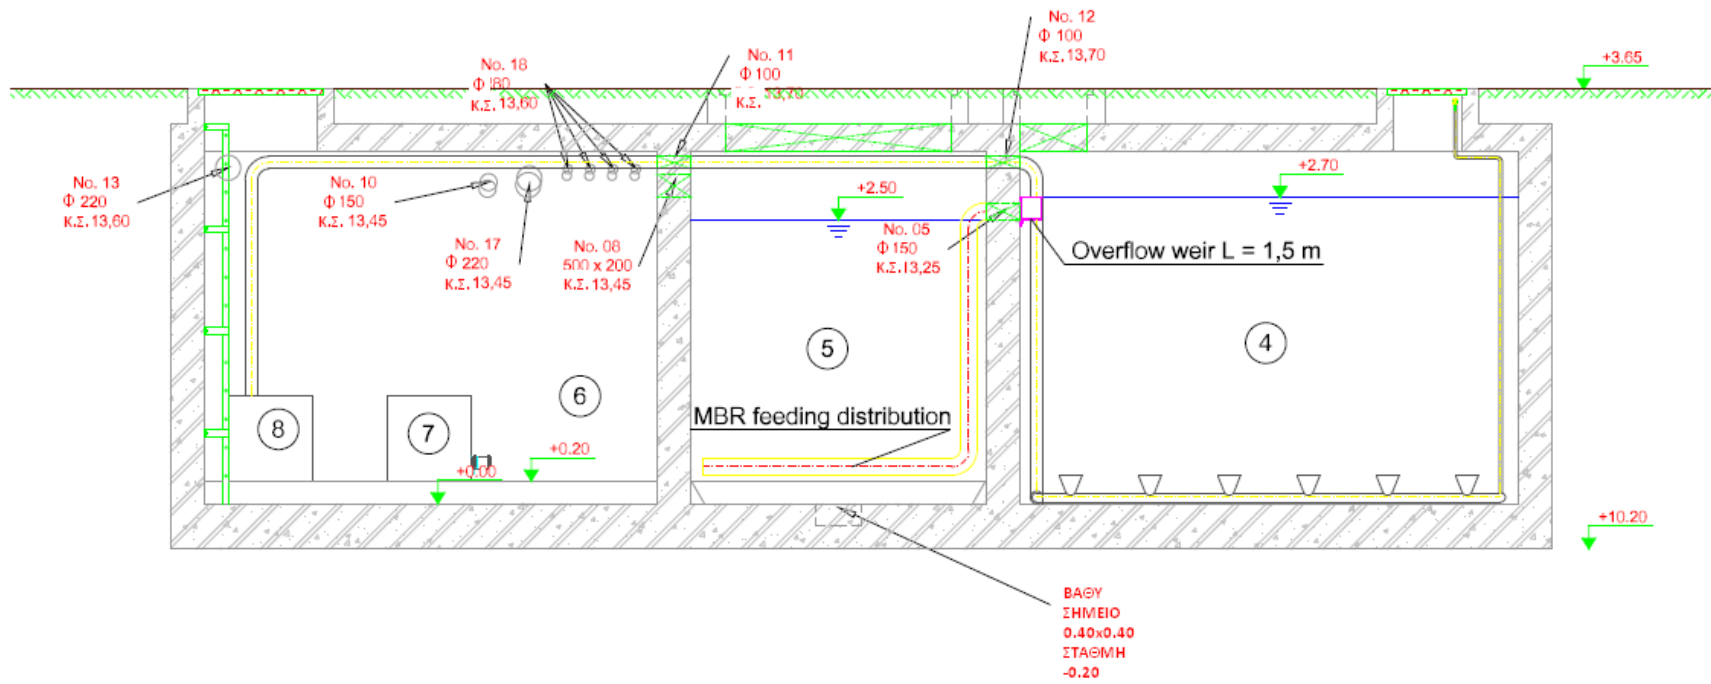 No. 12
Φ 100
Κ.Σ. 13,70
No. 11
Φ 100
Κ.Σ. 13,70
No. 18
Φ 180
Κ.Σ. 13,60
+3.65
No. 13
Φ 220
Κ.Σ. 13,60
No. 10
Φ 150
Κ.Σ. 13,45
No. 17
Φ 220
Κ.Σ. 13,45
No. 08
500 x 200
Κ.Σ. 13,45
+2.50
No. 05
Φ 150
Κ.Σ. 13,25
+2.70
Overflow weir L = 1,5 m
5
4
6
8
7
MBR feeding distribution
+0.20
+0.00
+10.20
ΒΑΘΥ
ΣΗΜΕΙΟ
0.40x0.40
ΣΤΑΘΜΗ
-0.20